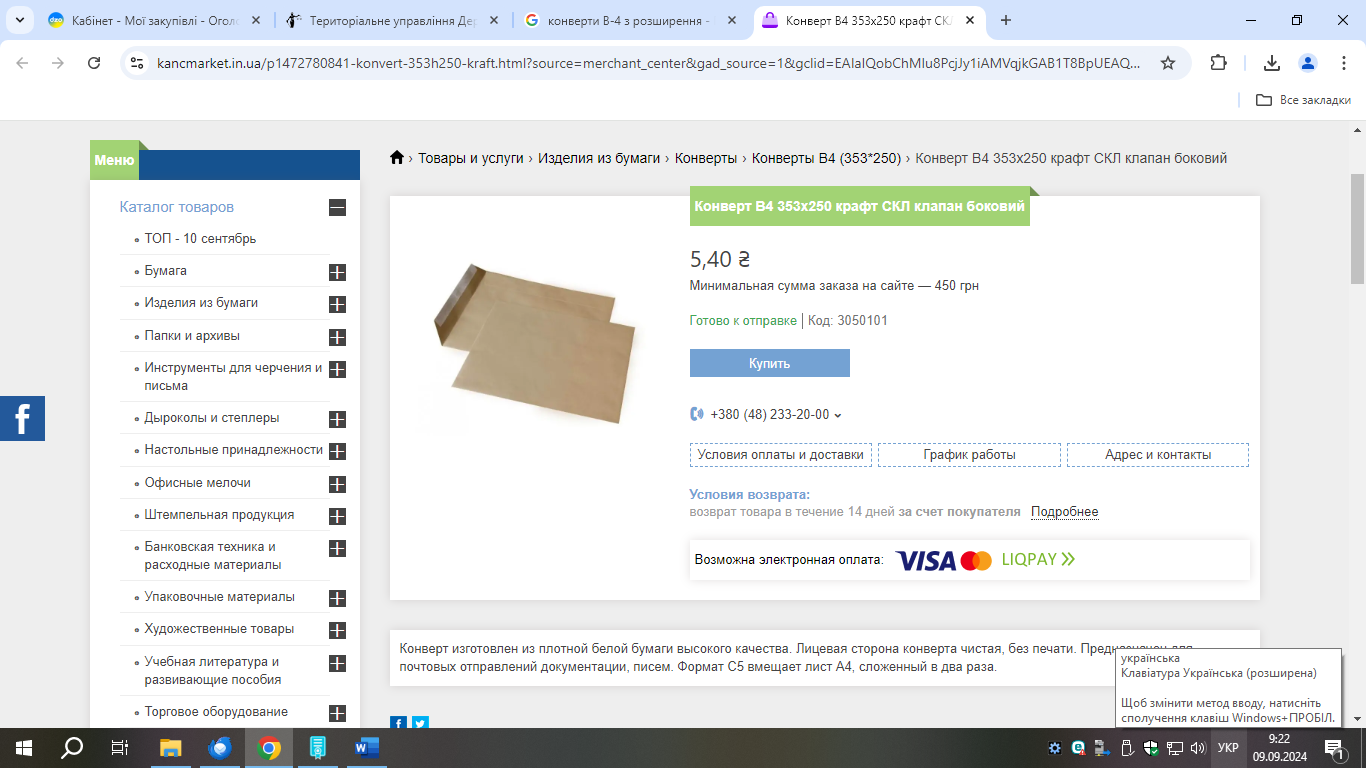 Кабінет - Мої закупівлі - Огол
Територіальне управління Дер
конверти В-4 з розширення -
Конверт В4 353х250 крафт СКЛ
kancmarket.in.ua/p1472780841-konvert-353h250-kraft.html?source=merchant_center&gad_source=1&gclid=EAIaIQobChMIu8PcjJy1iAMVqjkGAB1T8BpUEAQ...
Все закладки
Меню
Товары и услуги › Изделия из бумаги › Конверты › Конверты В4 (353*250) › Конверт В4 353х250 крафт СКЛ клапан боковий
Каталог товаров
ТОП - 10 сентябрь
Бумага
Изделия из бумаги
Папки и архивы
Инструменты для черчения и
письма
Дыроколы и степлеры
Настольные принадлежности
Офисные мелочи
Штемпельная продукция
Банковская техника и
расходные материалы
Упаковочные материалы
Художественные товары
Учебная литература и
развивающие пособия
Торговое оборудование
Конверт В4 353х250 крафт СКЛ клапан боковий
5,40 ₴
Минимальная сумма заказа на сайте — 450 грн
Готово к отправке | Код: 3050101
Купить
+380 (48) 233-20-00
Условия оплаты и доставки
График работы
Адрес и контакты
Условия возврата:
возврат товара в течение 14 дней за счет покупателя Подробнее
Возможна электронная оплата: VISA LIQPAY
Конверт изготовлен из плотной белой бумаги высокого качества. Лицевая сторона конверта чистая, без печати.
почтовых отправлений документации, писем. Формат С5 вмещает лист А4, сложенный в два раза.
українська
Клавіатура Українська (розширена)
Щоб змінити метод вводу, натисніть
сполучення клавіш Windows+ПРОБІЛ.
УКР
9:22
09.09.2024
1